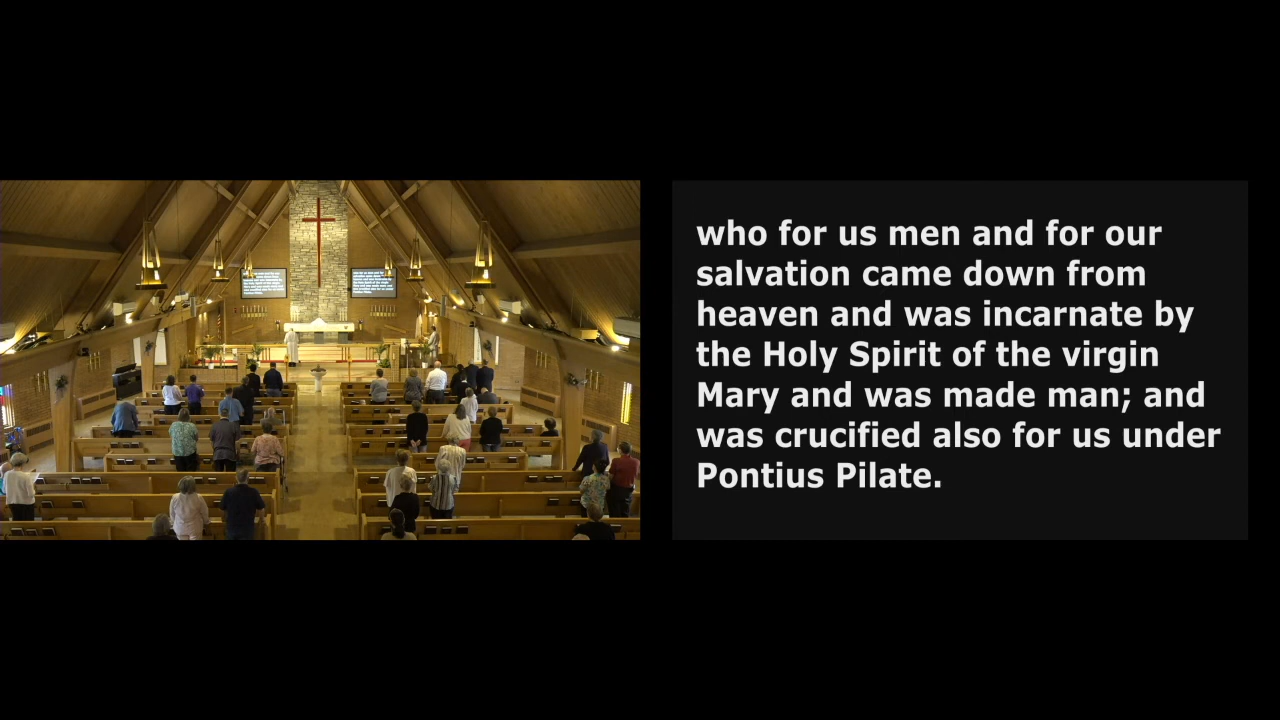 who for us men and for our
salvation came down from
heaven and was incarnate by
the Holy Spirit of the virgin
Mary and was made man; and
was crucified also for us under
Pontius Pilate.